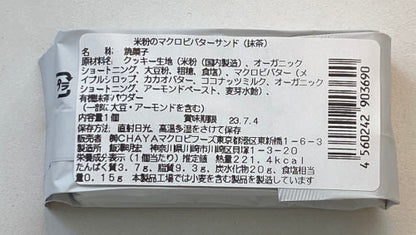 米粉のマクロビバターサンド（抹茶）
名　称　焼菓子
原材料名　クッキー生地（米粉（国内製造）、オーガニック
ショートニング、大豆粉、粗糖、食塩）、マクロビバター（メイ
プルシロップ、カカオバター、ココナッツミルク、オーガニック
ショートニング、アーモンドペースト、麦芽水飴）、
有機抹茶パウダー
（一部に大豆・アーモンドを含む）
内容量1個　賞味期限　23.7.4
保存方法　直射日光、高温多湿をさけて保存
販売者　㈱CHAYAマクロビフーズ東京都港区東新橋1-6-3
製造所　飯澤明宏　神奈川県川崎市川崎区貝塚1-3-20
栄養成分表示（1個当たり）推定値　熱量221.4kcal
たんぱく質3.7g、脂質9.3g、炭水化物20g、食塩相当
量0.15g　本製品工場では小麦を含む製品を製造しています
4560242903690
プラ